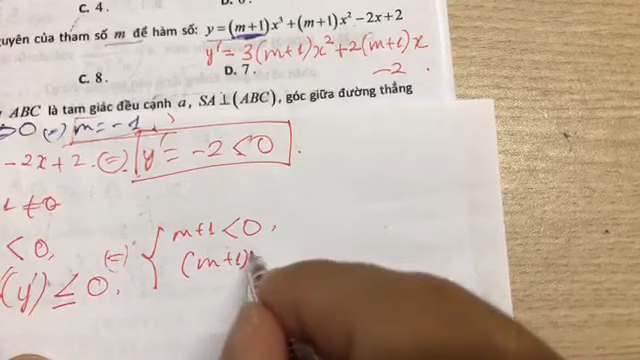 C. 4.
uyên của tham số m để hàm số: y = (m+1)x³ + (m+1)x² − 2x + 2
y' = 3(m+1)x² + 2(m+1)x
− 2
C. 8.
D. 7.
ABC là tam giác đều cạnh a, SA ⊥ (ABC), góc giữa đường thẳng
0 (=) m = −1
− 2x + 2. (=) y' = −2 < 0.
≠ 0
< 0,
(=) { m+1 < 0,
(y') ≤ 0,
(m+1)